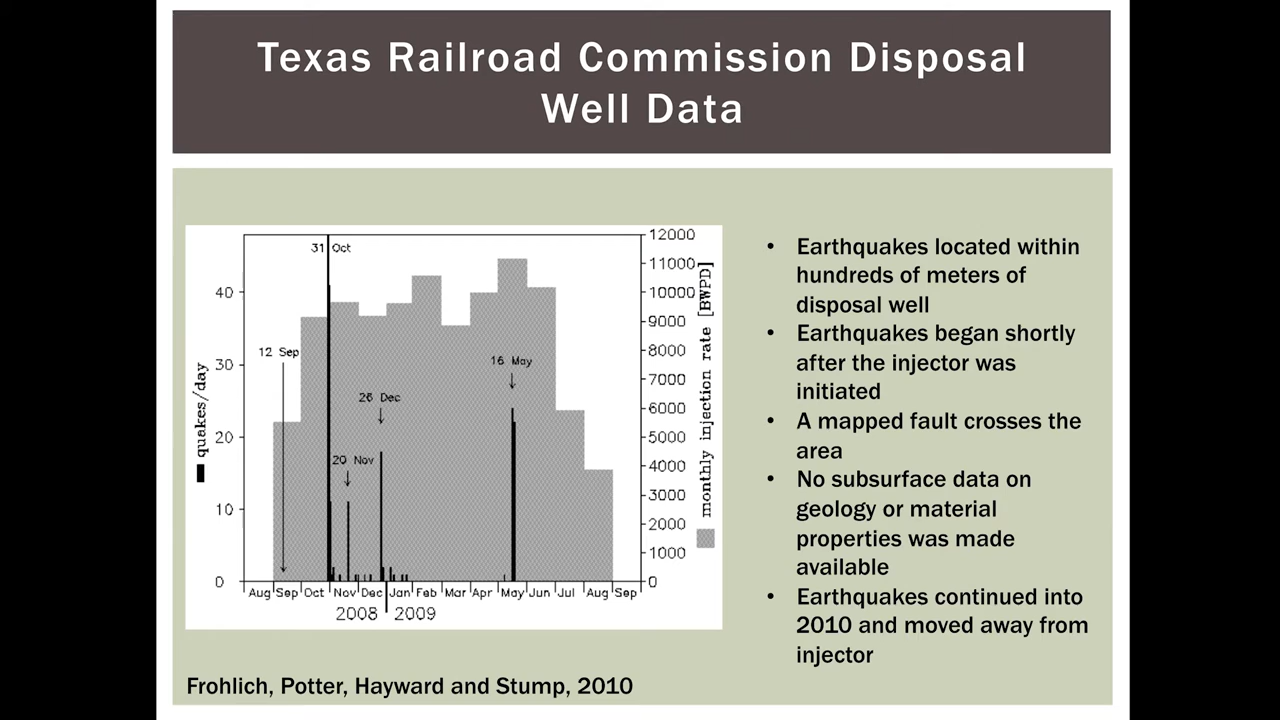 Texas Railroad Commission Disposal
Well Data
12000
11000
10000
9000
8000
7000
6000
5000
4000
3000
2000
1000
0
monthly injection rate [BWPD]
40
30
20
10
0
quakes/day
31 Oct
12 Sep
16 May
26 Dec
20 Nov
Aug Sep Oct Nov Dec Jan Feb Mar Apr May Jun Jul Aug Sep
2008 2009
• Earthquakes located within
hundreds of meters of
disposal well
• Earthquakes began shortly
after the injector was
initiated
• A mapped fault crosses the
area
• No subsurface data on
geology or material
properties was made
available
• Earthquakes continued into
2010 and moved away from
injector
Frohlich, Potter, Hayward and Stump, 2010